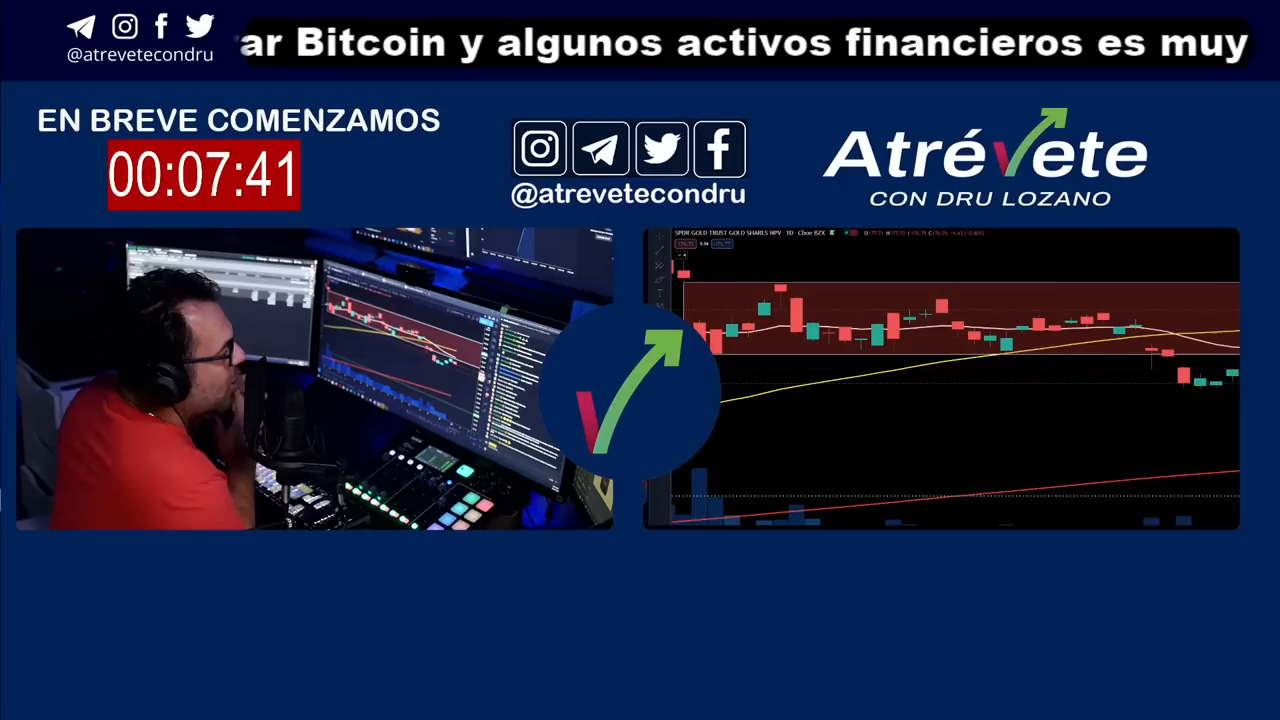 @atrevetecondru
ar Bitcoin y algunos activos financieros es muy
EN BREVE COMENZAMOS
00:07:41
@atrevetecondru
Atrévete
CON DRU LOZANO
SPDR GOLD TRUST GOLD SHARES NPV · 1D · Cboe BZX